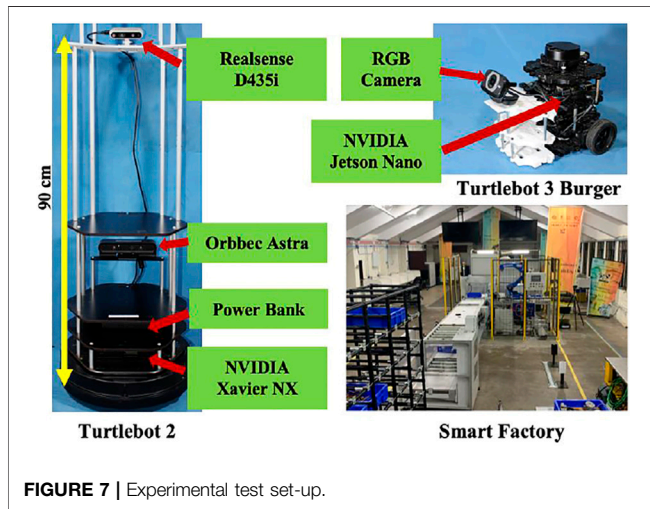 Realsense
D435i
RGB
Camera
NVIDIA
Jetson Nano
Turtlebot 3 Burger
90 cm
Orbbec Astra
Power Bank
NVIDIA
Xavier NX
Turtlebot 2
Smart Factory
FIGURE 7 | Experimental test set-up.